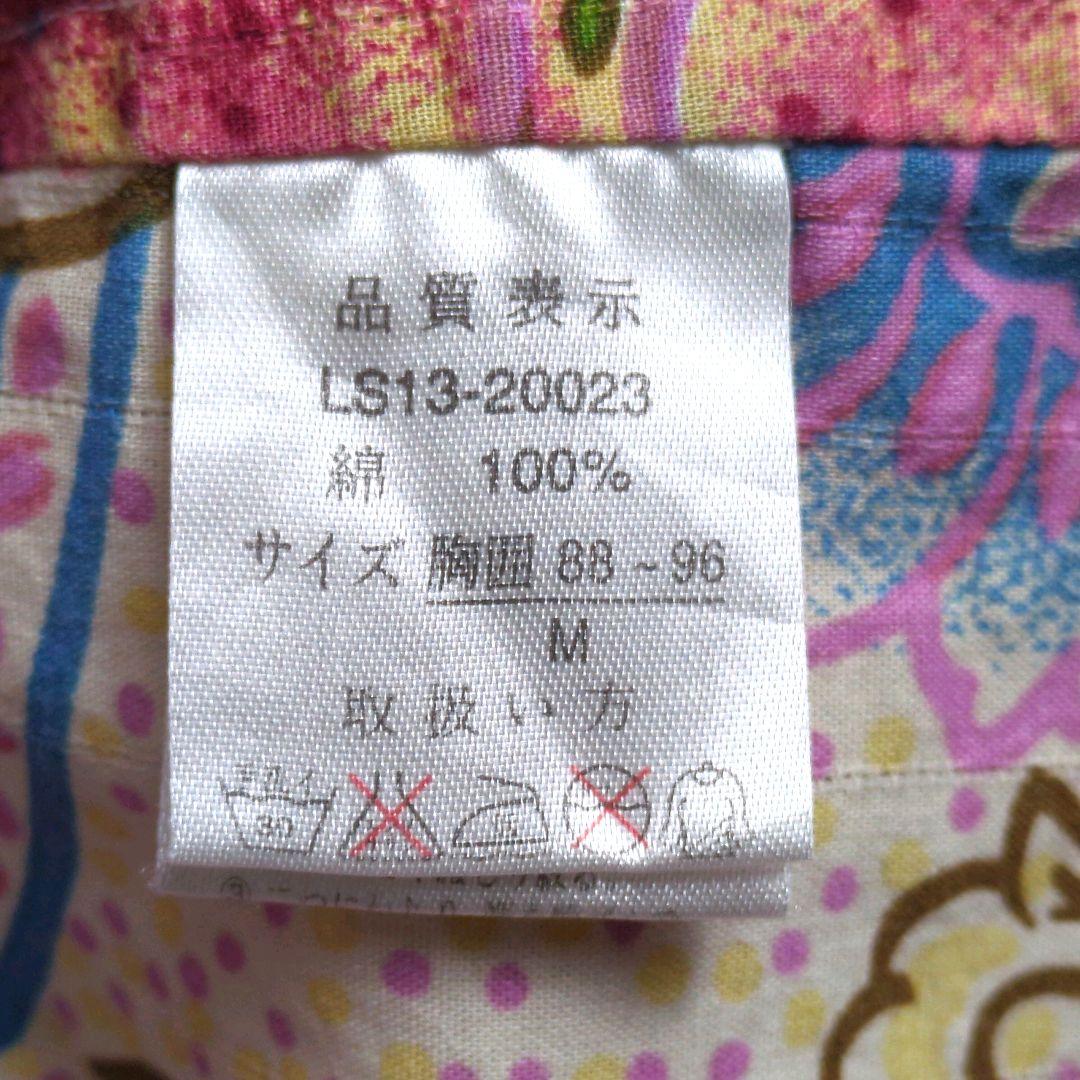 品質表示
LS13-20023
綿 100%
サイズ 胸囲 88 ~ 96
M
取扱い方
30